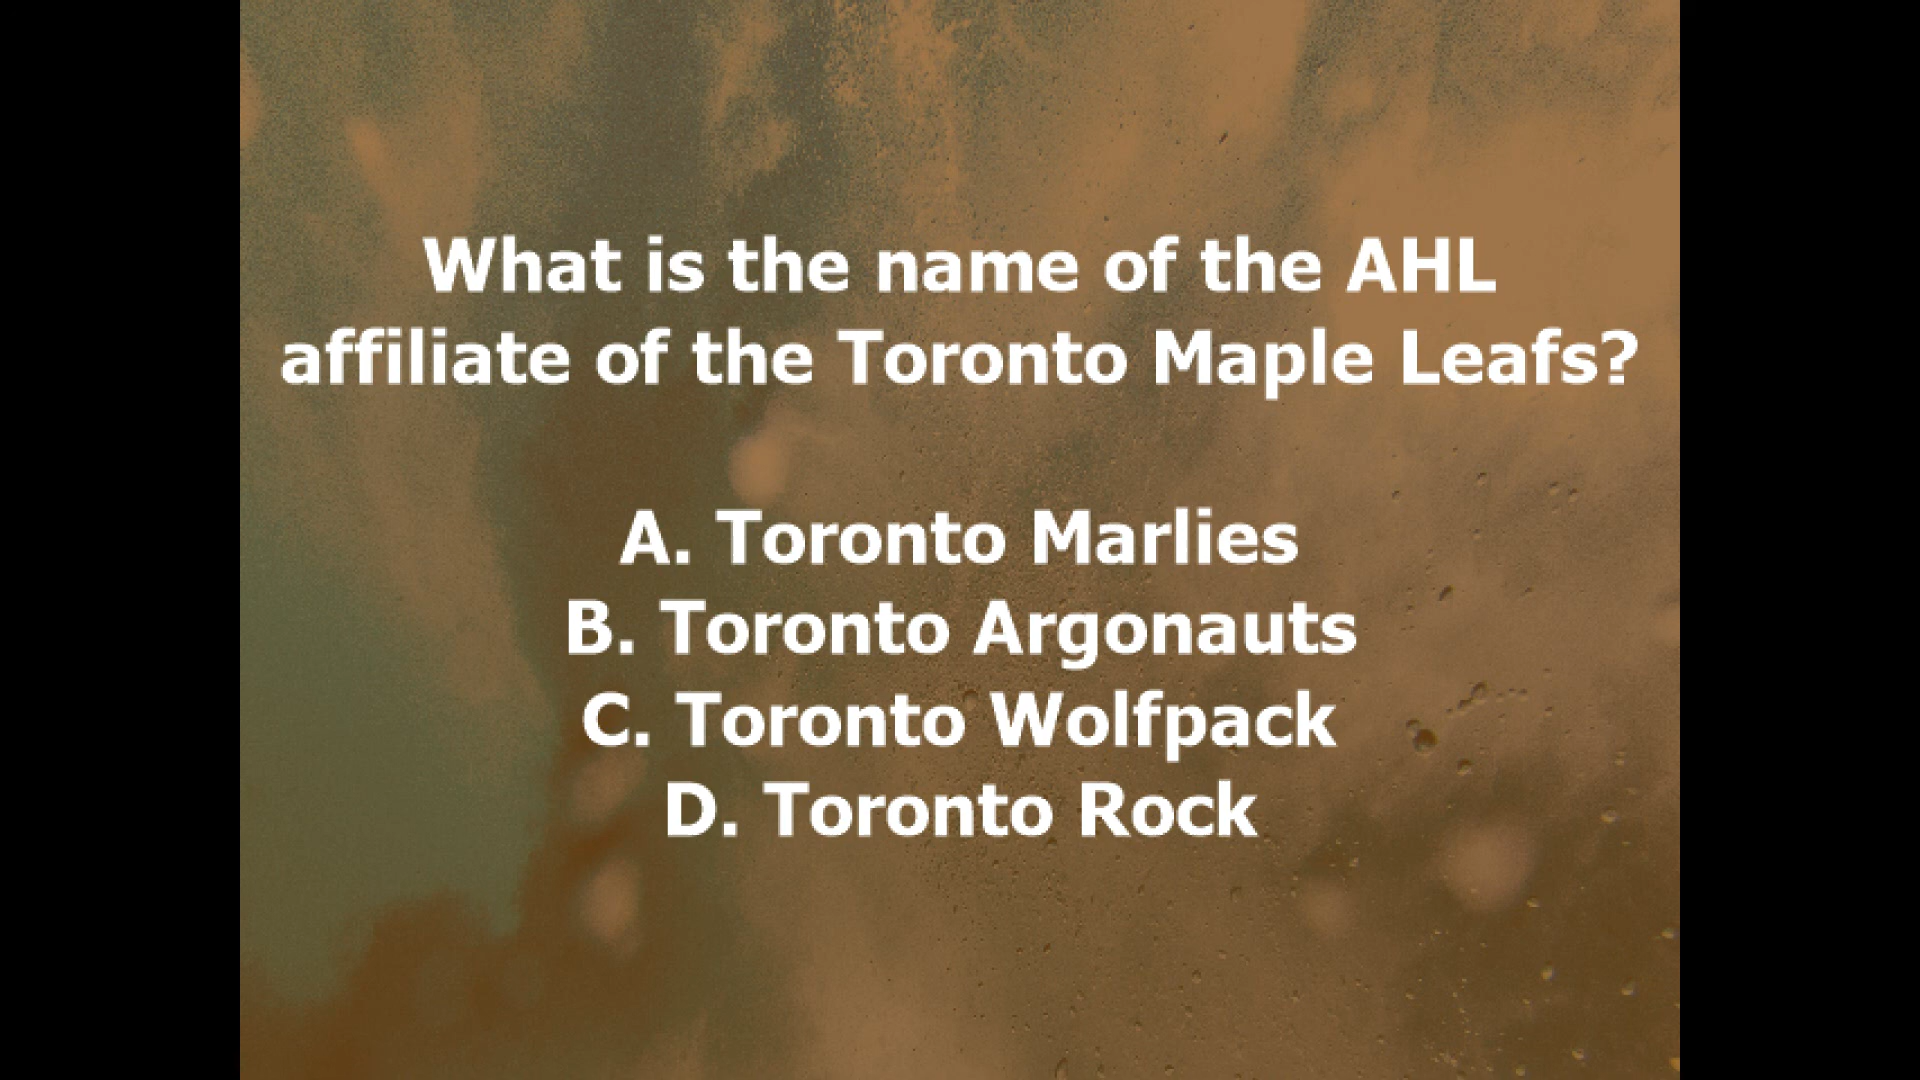 What is the name of the AHL
affiliate of the Toronto Maple Leafs?
A. Toronto Marlies
B. Toronto Argonauts
C. Toronto Wolfpack
D. Toronto Rock